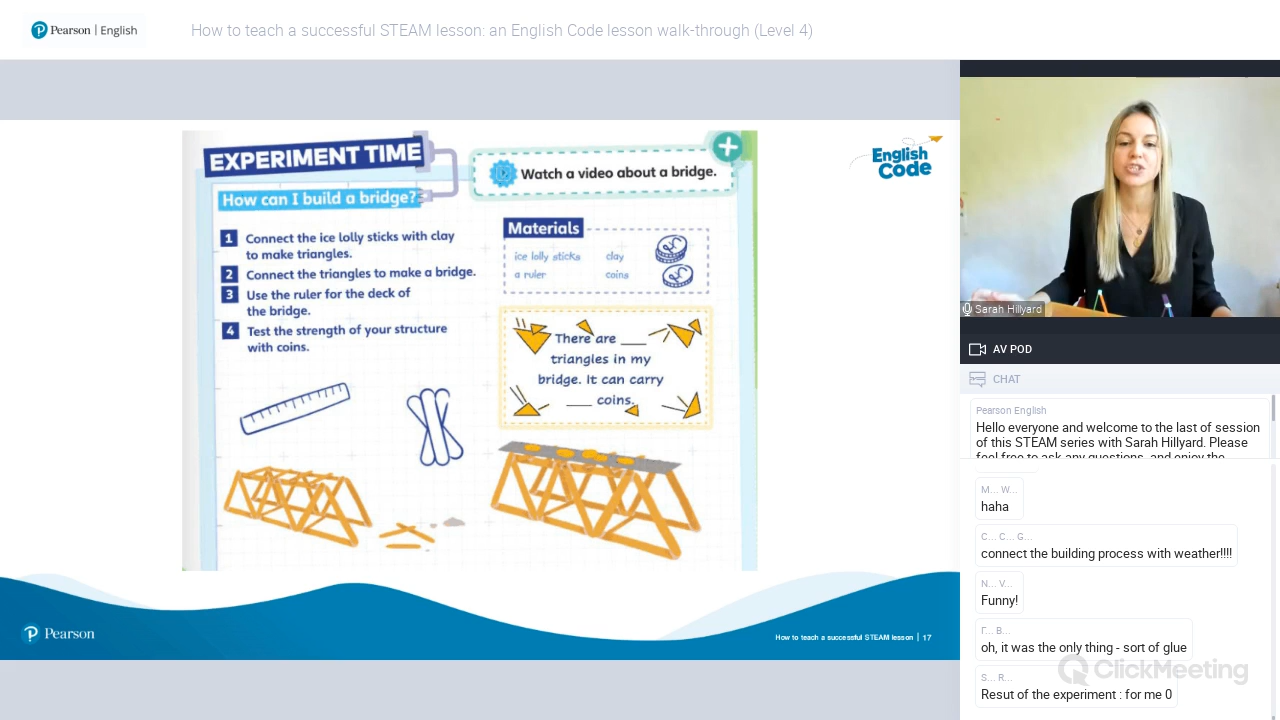 Pearson | English
How to teach a successful STEAM lesson: an English Code lesson walk-through (Level 4)
EXPERIMENT TIME
How can I build a bridge?
1 Connect the ice lolly sticks with clay
to make triangles.
2 Connect the triangles to make a bridge.
3 Use the ruler for the deck of
the bridge.
4 Test the strength of your structure
with coins.
Watch a video about a bridge.
Materials
ice lolly sticks clay
a ruler coins
There are ___
triangles in my
bridge. It can carry
___ coins.
English
Code
Pearson
How to teach a successful STEAM lesson | 17
Sarah Hillyard
AV POD
CHAT
Pearson English
Hello everyone and welcome to the last of session
of this STEAM series with Sarah Hillyard. Please
feel free to ask any questions, and enjoy the
M... W...
haha
C... C... G...
connect the building process with weather!!!!
N... V...
Funny!
Г... В...
oh, it was the only thing - sort of glue
ClickMeeting
S... R...
Resut of the experiment : for me 0